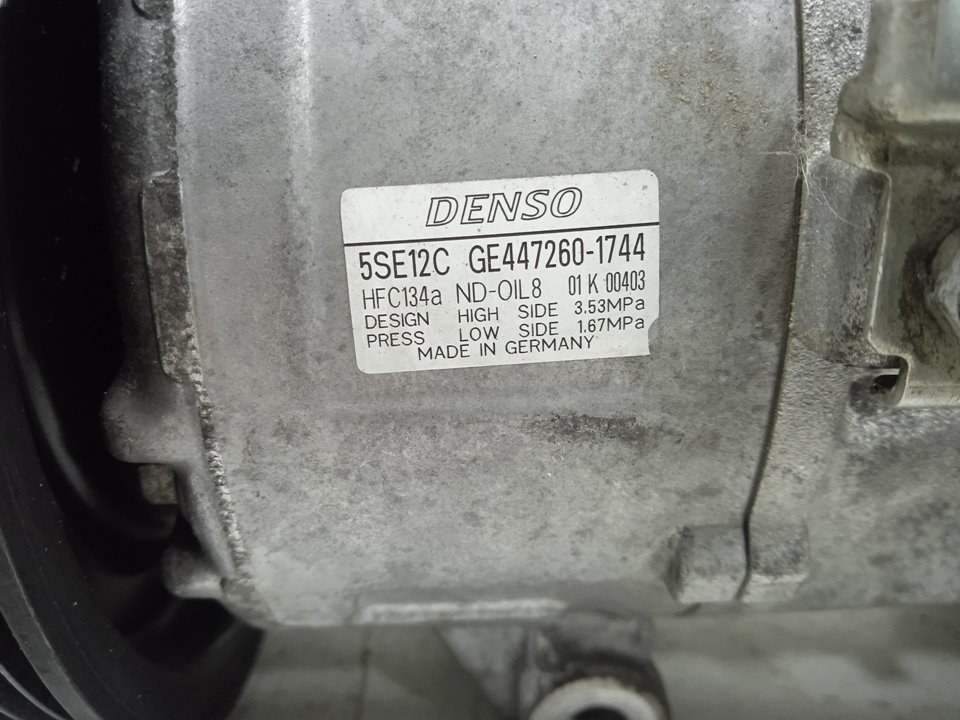 DENSO
5SE12C GE447260-1744
HFC134a ND-OIL8 01 K 00403
DESIGN HIGH SIDE 3.53MPa
PRESS LOW SIDE 1.67MPa
MADE IN GERMANY